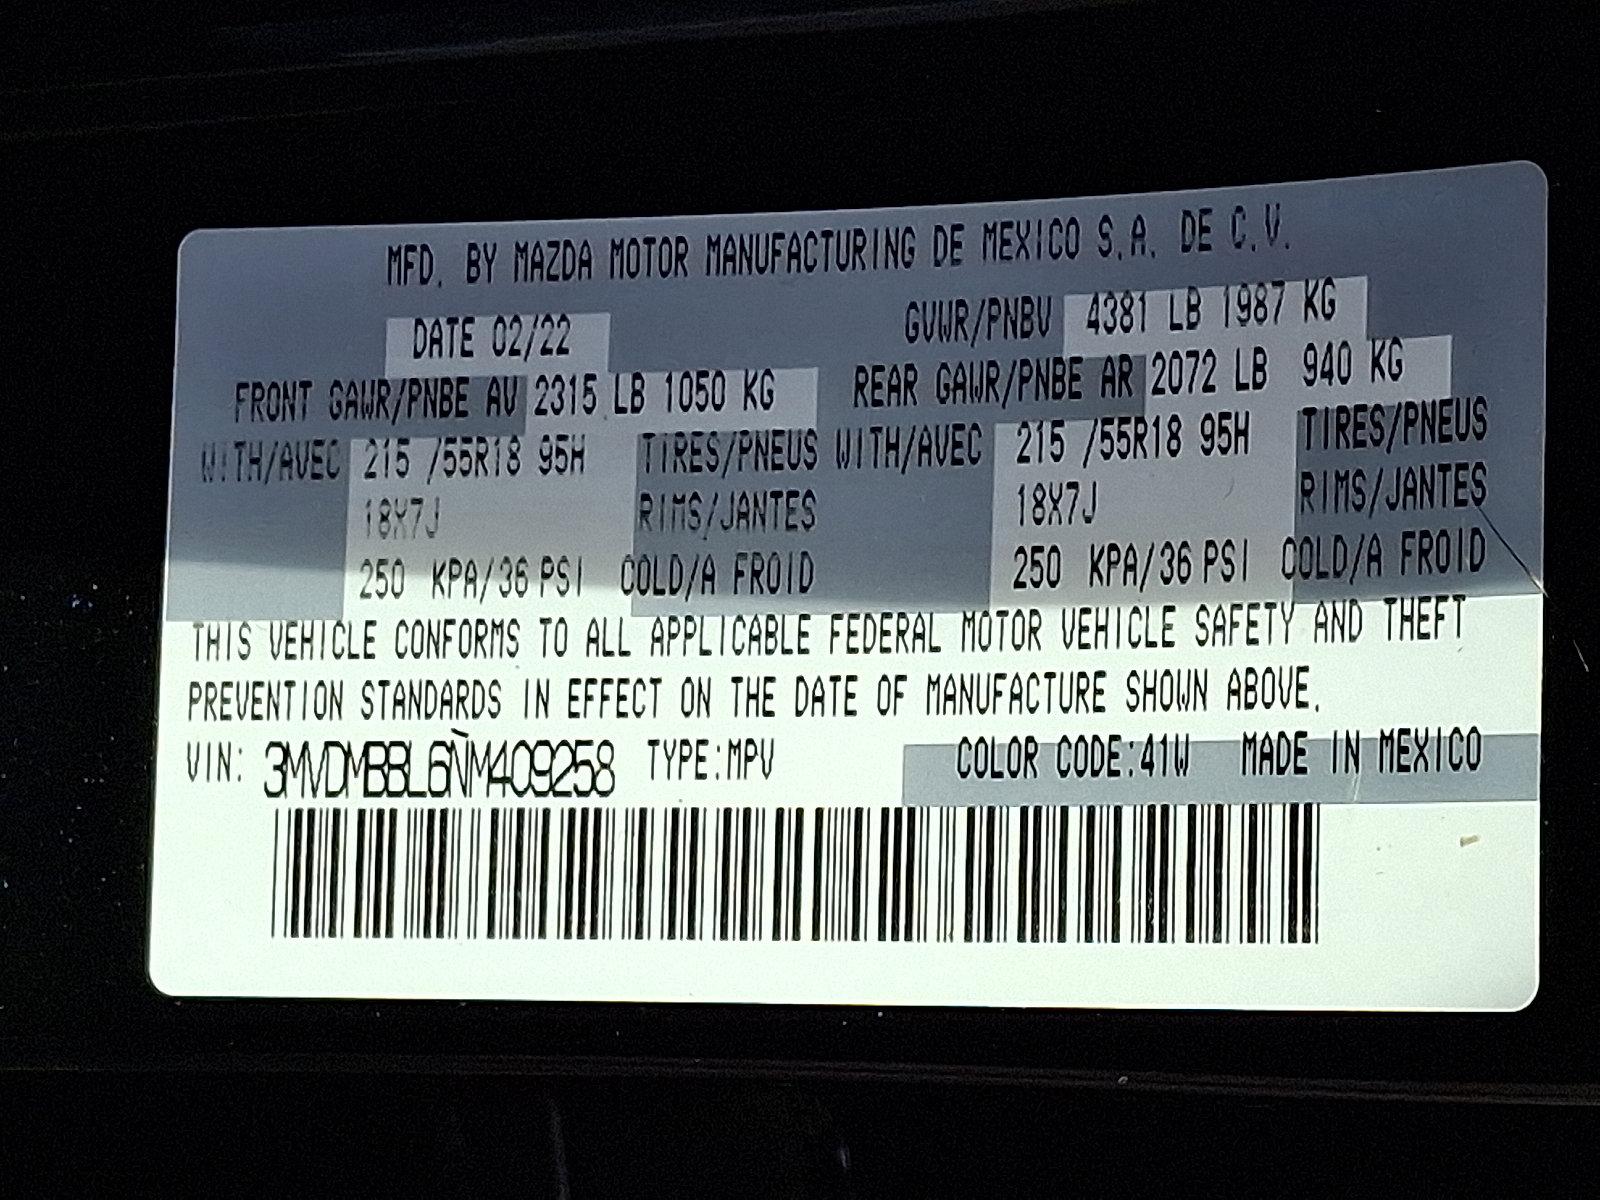 MFD. BY MAZDA MOTOR MANUFACTURING DE MEXICO S.A. DE C.V.
DATE 02/22 GVWR/PNBV 4381 LB 1987 KG
FRONT GAWR/PNBE AV 2315 LB 1050 KG REAR GAWR/PNBE AR 2072 LB 940 KG
WITH/AVEC 215 /55R18 95H TIRES/PNEUS WITH/AVEC 215 /55R18 95H TIRES/PNEUS
18X7J RIMS/JANTES 18X7J RIMS/JANTES
250 KPA/36 PSI COLD/A FROID 250 KPA/36 PSI COLD/A FROID
THIS VEHICLE CONFORMS TO ALL APPLICABLE FEDERAL MOTOR VEHICLE SAFETY AND THEFT
PREVENTION STANDARDS IN EFFECT ON THE DATE OF MANUFACTURE SHOWN ABOVE.
VIN: 3MVDMBBL6NM409258 TYPE:MPV COLOR CODE:41W MADE IN MEXICO